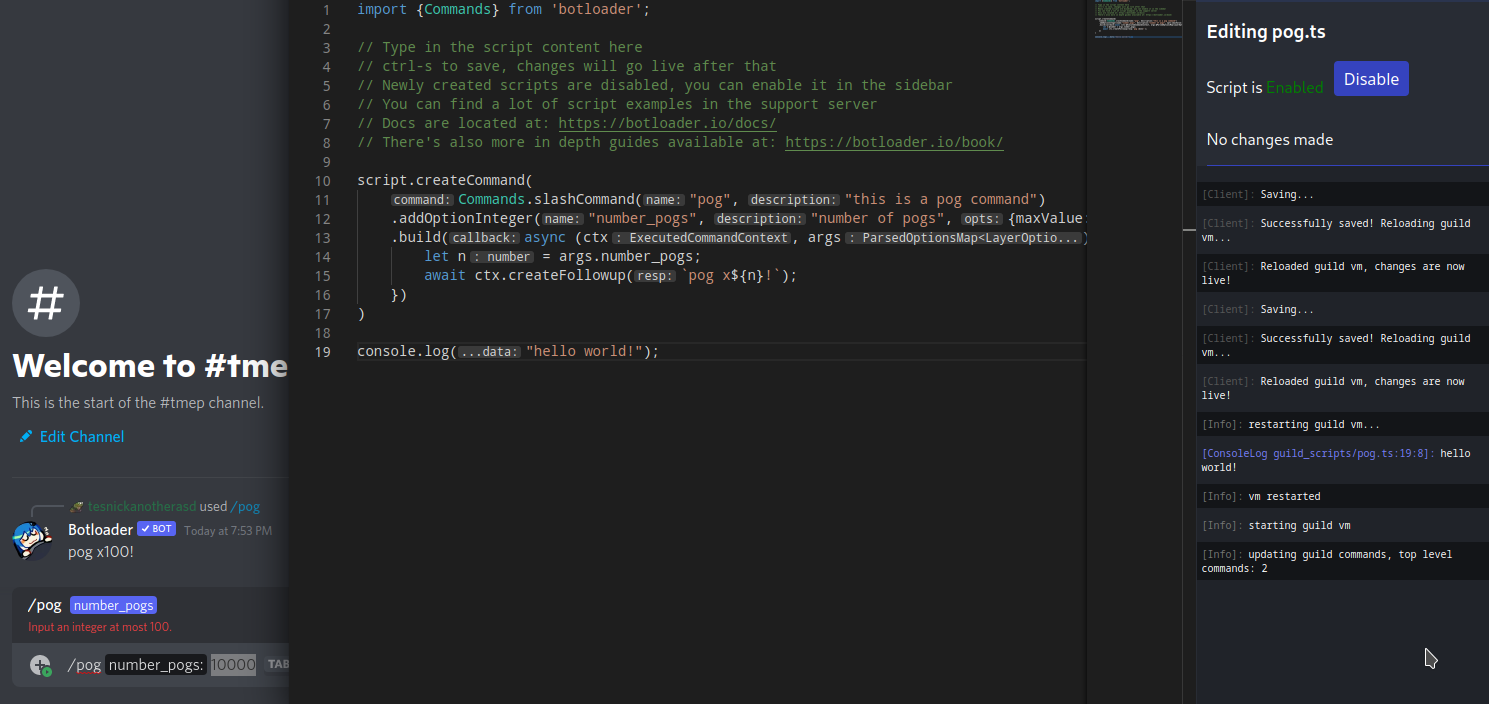 #
Welcome to #tme
This is the start of the #tmep channel.
Edit Channel
tesnickanotherasd used /pog
Botloader ✓ BOT Today at 7:53 PM
pog x100!
/pog number_pogs
Input an integer at most 100.
/pog number_pogs: 10000 TAB
1 import {Commands} from 'botloader';
2
3 // Type in the script content here
4 // ctrl-s to save, changes will go live after that
5 // Newly created scripts are disabled, you can enable it in the sidebar
6 // You can find a lot of script examples in the support server
7 // Docs are located at: https://botloader.io/docs/
8 // There's also more in depth guides available at: https://botloader.io/book/
9
10 script.createCommand(
11 command: Commands.slashCommand(name: "pog", description: "this is a pog command")
12 .addOptionInteger(name: "number_pogs", description: "number of pogs", opts: {maxValue:
13 .build(callback: async (ctx : ExecutedCommandContext, args : ParsedOptionsMap<LayerOptio...)
14 let n : number = args.number_pogs;
15 await ctx.createFollowup(resp: `pog x${n}!`);
16 })
17 )
18
19 console.log(...data: "hello world!");
Editing pog.ts
Script is Enabled Disable
No changes made
[Client]: Saving...
[Client]: Successfully saved! Reloading guild
vm...
[Client]: Reloaded guild vm, changes are now
live!
[Client]: Saving...
[Client]: Successfully saved! Reloading guild
vm...
[Client]: Reloaded guild vm, changes are now
live!
[Info]: restarting guild vm...
[ConsoleLog guild_scripts/pog.ts:19:8]: hello
world!
[Info]: vm restarted
[Info]: starting guild vm
[Info]: updating guild commands, top level
commands: 2